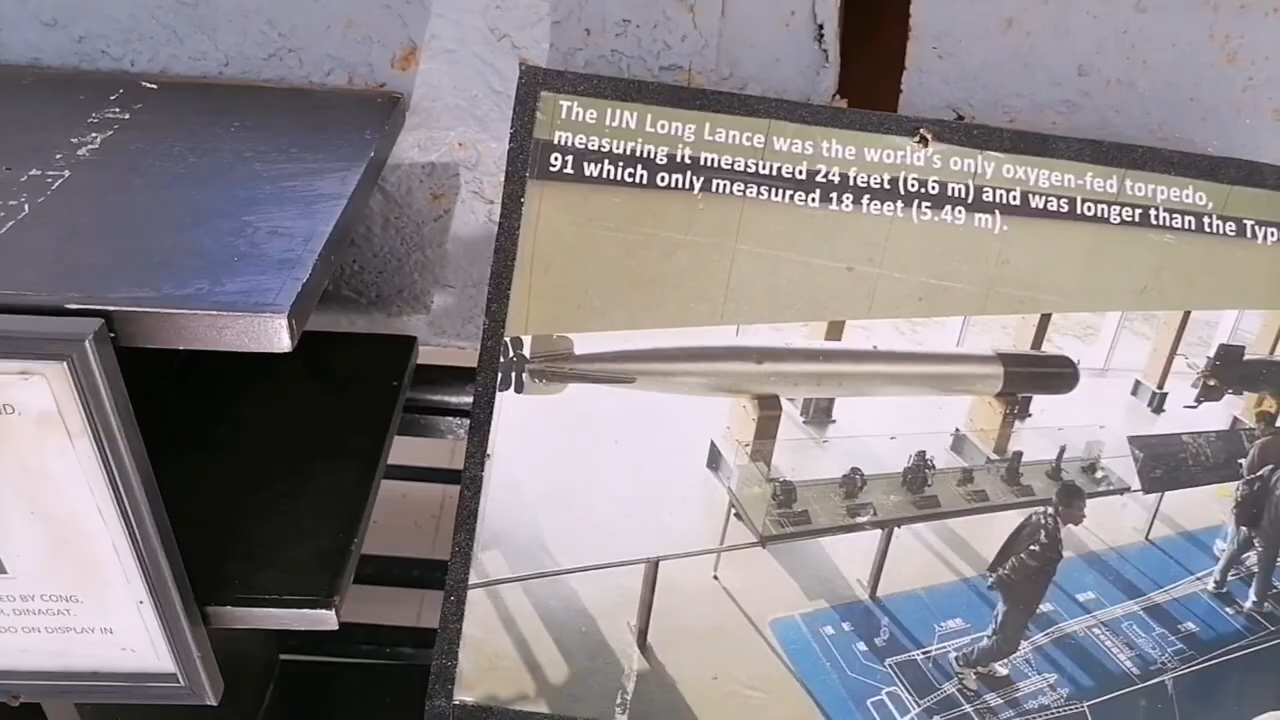 The IJN Long Lance was the world's only oxygen-fed torpedo,
measuring it measured 24 feet (6.6 m) and was longer than the Typ
91 which only measured 18 feet (5.49 m).
ED BY CONG.
, DINAGAT.
DO ON DISPLAY IN